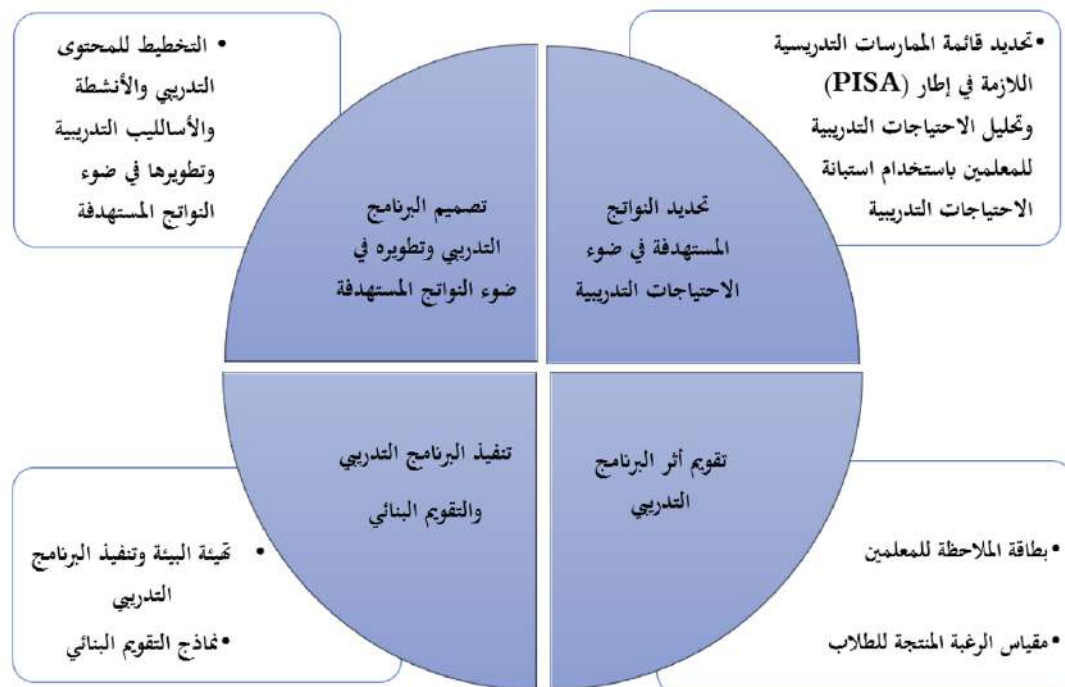 •تحديد قائمة الممارسات التدريسية
اللازمة في إطار (PISA)
وتحليل الاحتياجات التدريبية
للمعلمين باستخدام استبانة
الاحتياجات التدريبية
تحديد النواتج
المستهدفة في ضوء
الاحتياجات التدريبية
• التخطيط للمحتوى
التدريبي والأنشطة
والأسالليب التدريبية
وتطويرها في ضوء
النواتج المستهدفة
تصميم البرنامج
التدريبي وتطويره في
ضوء النواتج المستهدفة
تنفيذ البرنامج التدريبي
والتقويم البنائي
• تهيئة البيئة وتنفيذ البرنامج
التدريبي
•نماذج التقويم البنائي
تقويم أثر البرنامج
التدريبي
•بطاقة الملاحظة للمعلمين
•مقياس الرغبة المنتجة للطلاب